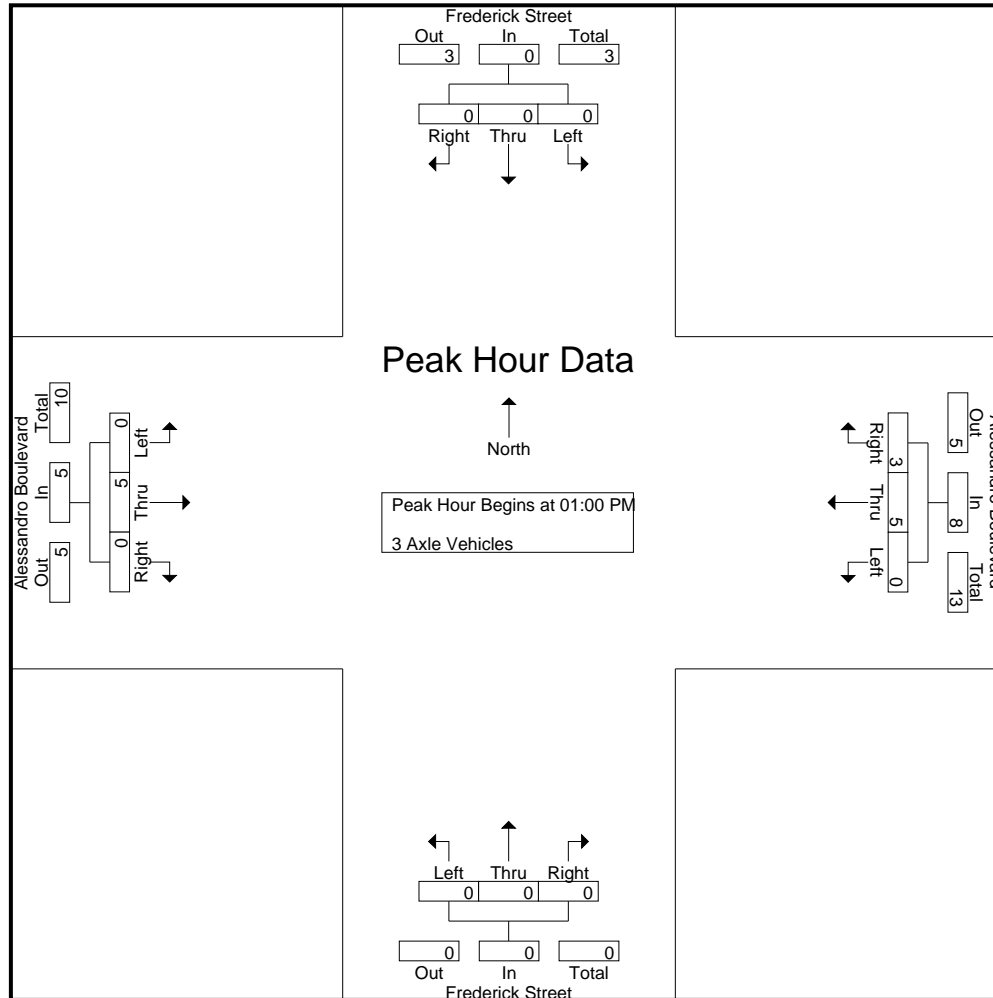 Frederick Street
Out In Total
3 0 3
0 0 0
Right Thru Left
Peak Hour Data
North
Peak Hour Begins at 01:00 PM
3 Axle Vehicles
Alessandro Boulevard
Out In Total
5 5 10
0 5 0
Left Thru Right
Out In Total
5 8 13
3 5 0
Right Thru Left
Left Thru Right
0 0 0
0 0 0
Out In Total
Frederick Street